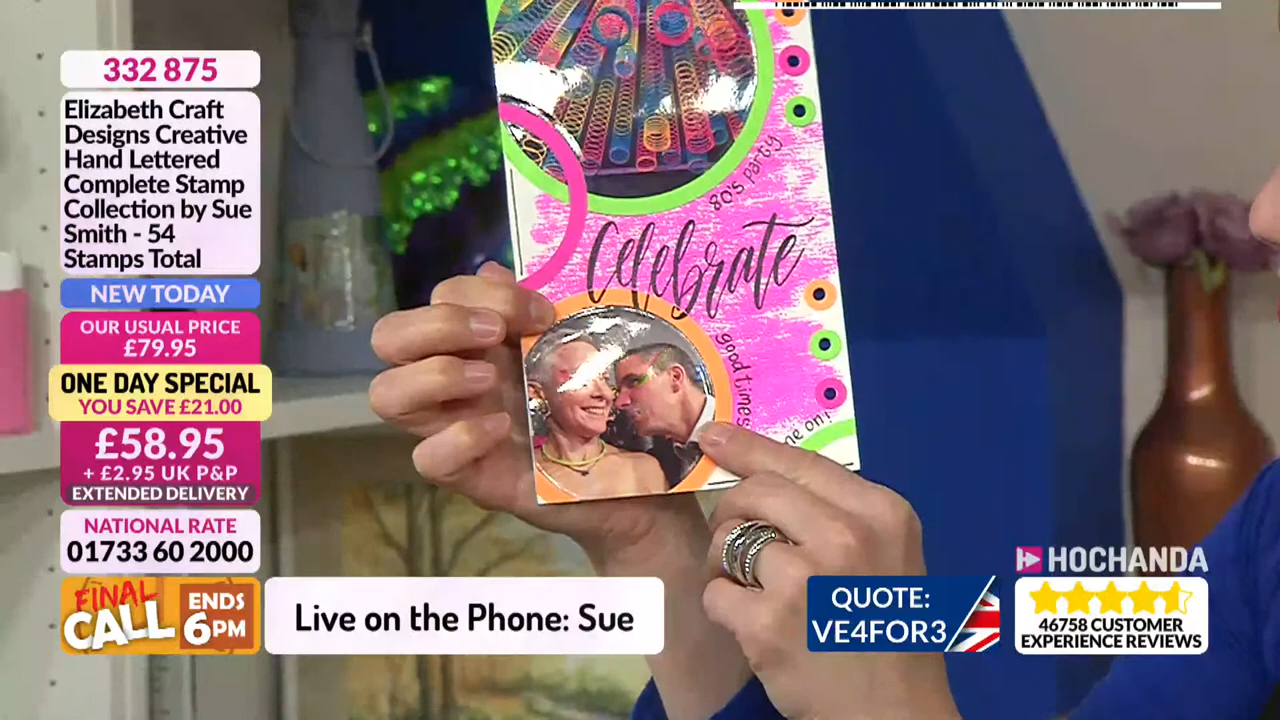 332 875
Elizabeth Craft
Designs Creative
Hand Lettered
Complete Stamp
Collection by Sue
Smith - 54
Stamps Total
NEW TODAY
OUR USUAL PRICE
£79.95
ONE DAY SPECIAL
YOU SAVE £21.00
£58.95
+ £2.95 UK P&P
EXTENDED DELIVERY
NATIONAL RATE
01733 60 2000
FINAL
CALL
ENDS
6PM
Live on the Phone: Sue
80's party
Celebrate
good times
me on!
QUOTE:
VE4FOR3
HOCHANDA
46758 CUSTOMER
EXPERIENCE REVIEWS